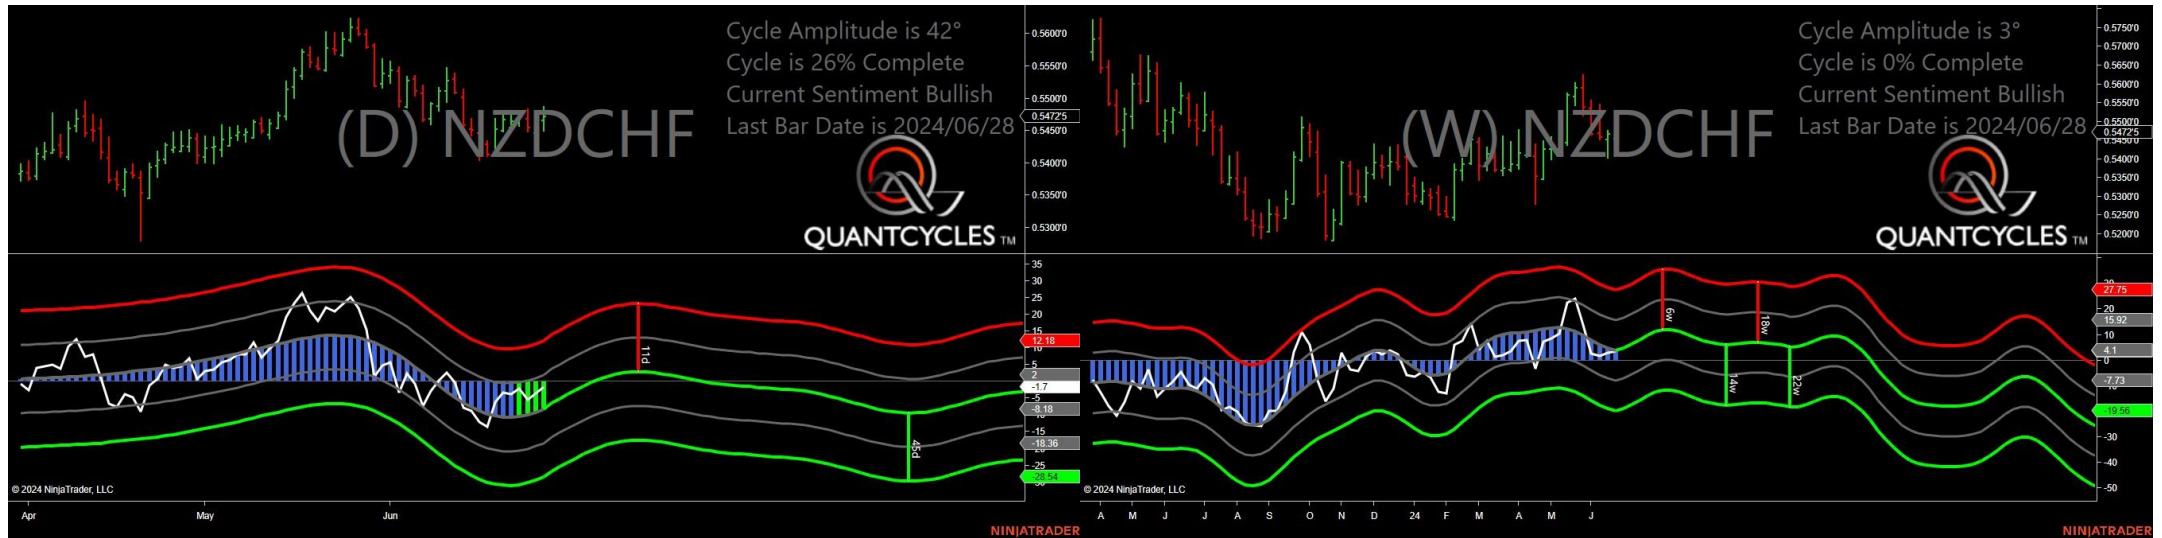 Cycle Amplitude is 42°
Cycle is 26% Complete
Current Sentiment Bullish
Last Bar Date is 2024/06/28
(D) NZDCHF
QUANTCYCLES TM
0.5600'0
0.5550'0
0.5500'0
0.5472'5
0.5450'0
0.5400'0
0.5350'0
0.5300'0
35
30
25
20
15
12.18
10
5
2
-1.7
-5
-8.18
-15
-18.36
-25
-28.54
11d
45d
© 2024 NinjaTrader, LLC
Apr
May
Jun
NINJATRADER
Cycle Amplitude is 3°
Cycle is 0% Complete
Current Sentiment Bullish
Last Bar Date is 2024/06/28
(W) NZDCHF
QUANTCYCLES TM
0.5750'0
0.5700'0
0.5650'0
0.5600'0
0.5550'0
0.5500'0
0.5472'5
0.5450'0
0.5400'0
0.5350'0
0.5300'0
0.5250'0
0.5200'0
27.75
20
15.92
10
4.1
0
-7.73
-19.56
-30
-40
-50
6w
18w
14w
22w
© 2024 NinjaTrader, LLC
A M J J A S O N D 24 F M A M J
NINJATRADER